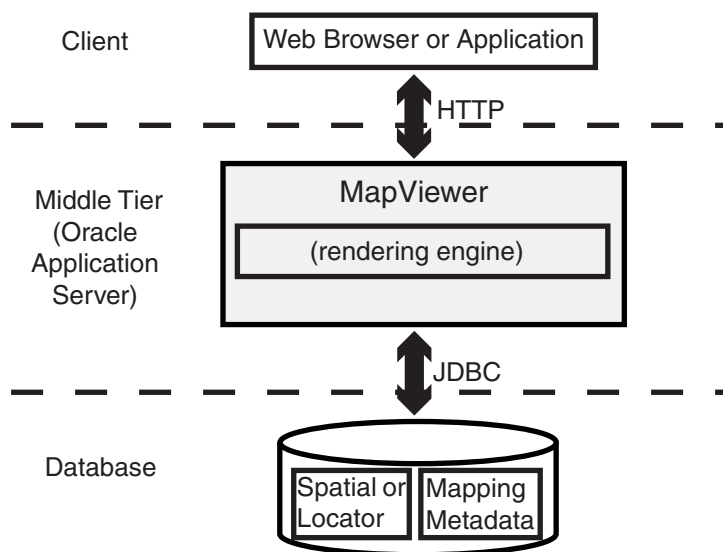 Client
Web Browser or Application
HTTP
Middle Tier
(Oracle
Application
Server)
MapViewer
(rendering engine)
JDBC
Database
Spatial or
Locator
Mapping
Metadata